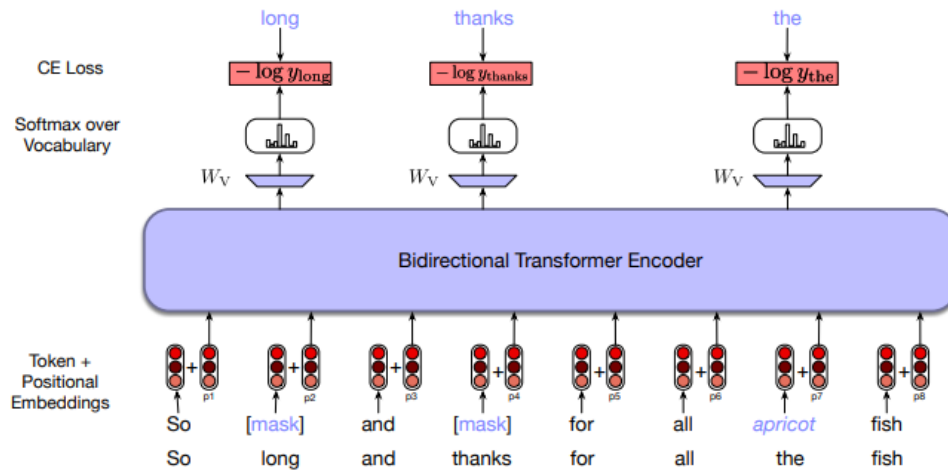 long thanks the
CE Loss − log y_long − log y_thanks − log y_the
Softmax over
Vocabulary
W_V W_V W_V
Bidirectional Transformer Encoder
Token +
Positional
Embeddings
+ + + + + + + +
p1 p2 p3 p4 p5 p6 p7 p8
So [mask] and [mask] for all apricot fish
So long and thanks for all the fish